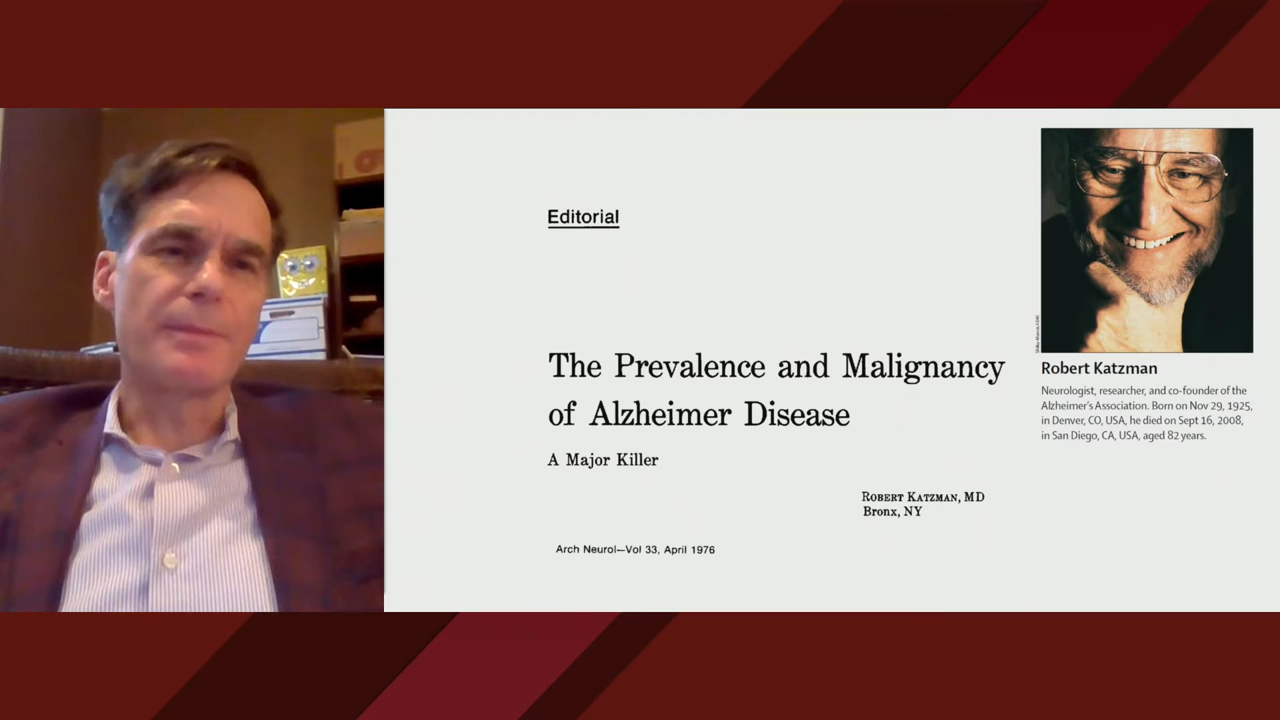 Editorial
The Prevalence and Malignancy
of Alzheimer Disease
A Major Killer
ROBERT KATZMAN, MD
Bronx, NY
Arch Neurol—Vol 33, April 1976
Robert Katzman
Neurologist, researcher, and co-founder of the
Alzheimer's Association. Born on Nov 29, 1925,
in Denver, CO, USA, he died on Sept 16, 2008,
in San Diego, CA, USA, aged 82 years.